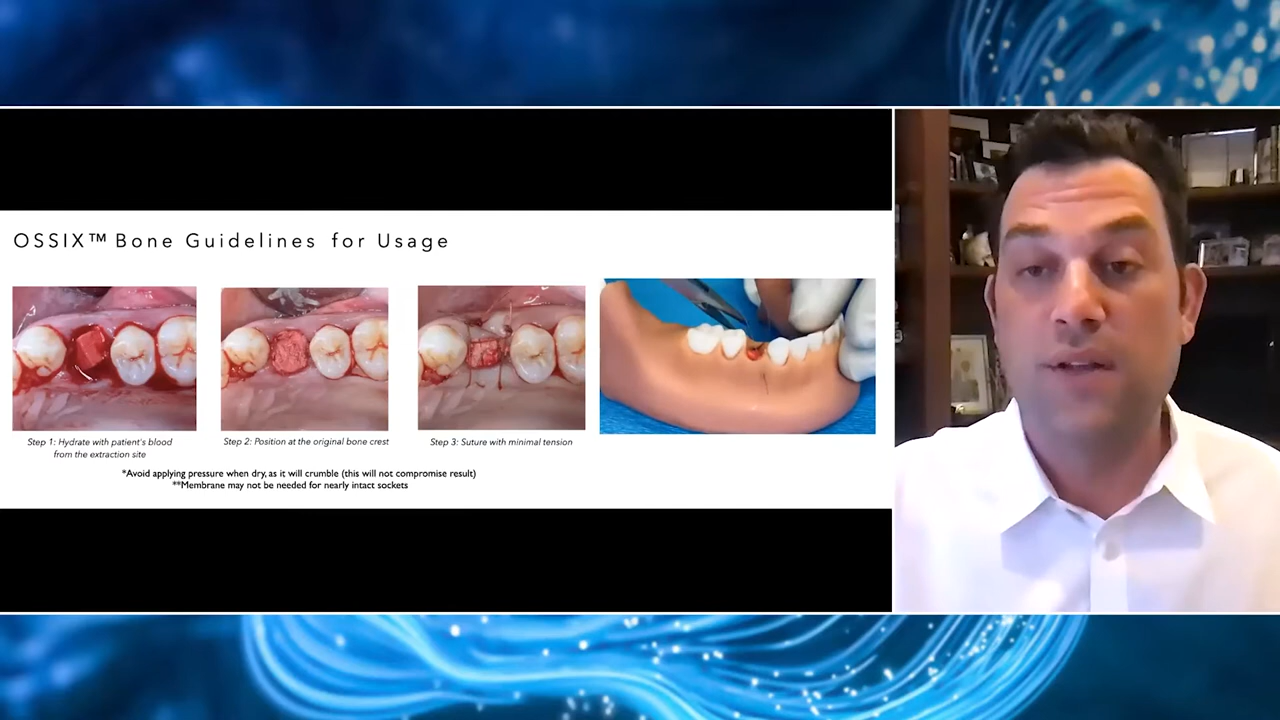 OSSIX™ Bone Guidelines for Usage
Step 1: Hydrate with patient's blood
from the extraction site
Step 2: Position at the original bone crest
Step 3: Suture with minimal tension
*Avoid applying pressure when dry, as it will crumble (this will not compromise result)
**Membrane may not be needed for nearly intact sockets